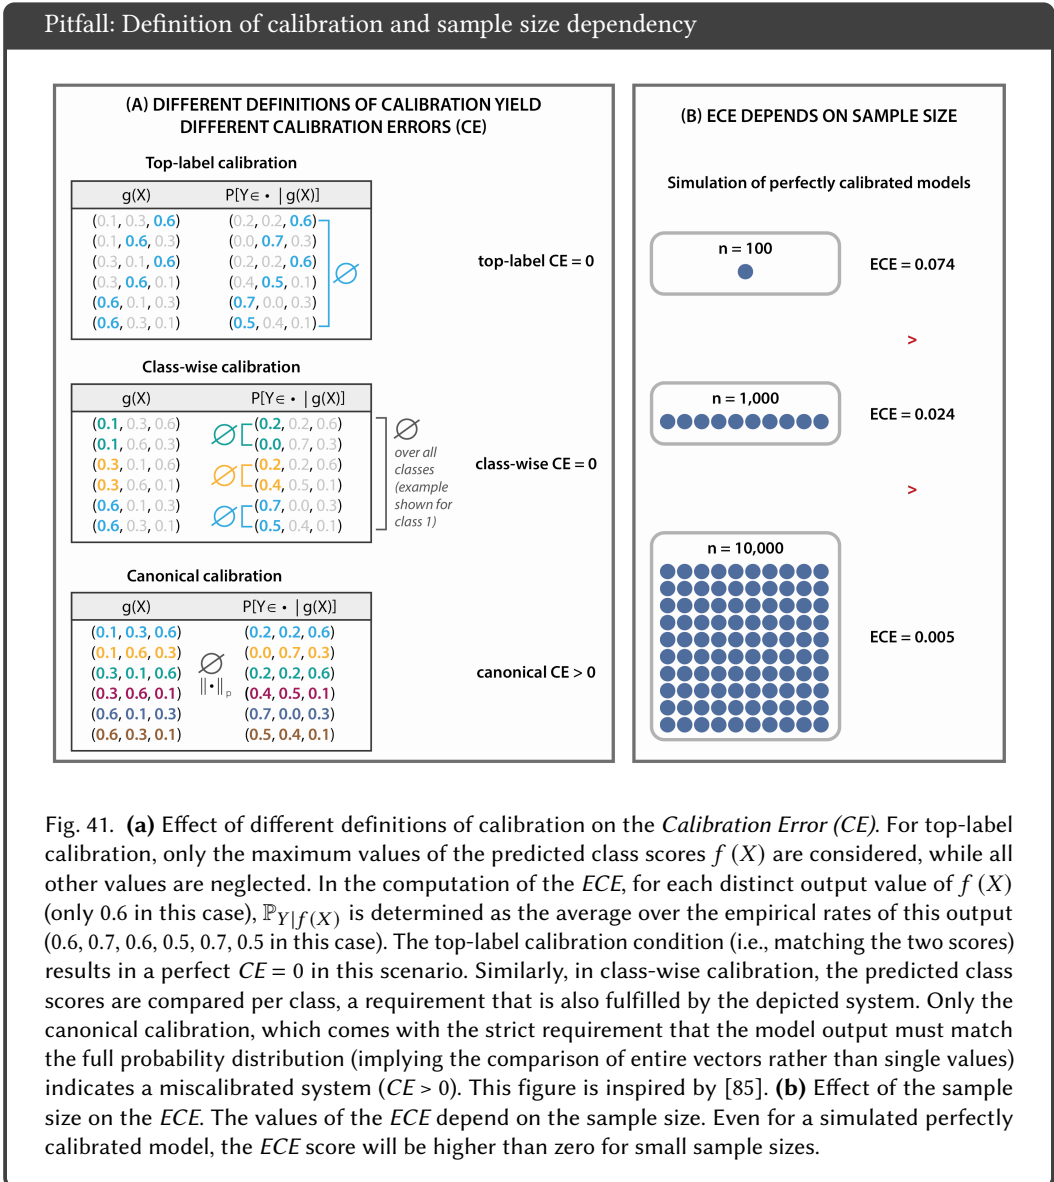 Pitfall: Definition of calibration and sample size dependency
(A) DIFFERENT DEFINITIONS OF CALIBRATION YIELD
DIFFERENT CALIBRATION ERRORS (CE)
Top-label calibration
g(X) P[Y∈ • | g(X)]
(0.1, 0.3, 0.6) (0.2, 0.2, 0.6)
(0.1, 0.6, 0.3) (0.0, 0.7, 0.3)
(0.3, 0.1, 0.6) (0.2, 0.2, 0.6)
(0.3, 0.6, 0.1) (0.4, 0.5, 0.1)
(0.6, 0.1, 0.3) (0.7, 0.0, 0.3)
(0.6, 0.3, 0.1) (0.5, 0.4, 0.1)
∅
top-label CE = 0
Class-wise calibration
g(X) P[Y∈ • | g(X)]
(0.1, 0.3, 0.6) (0.2, 0.2, 0.6)
(0.1, 0.6, 0.3) ∅ (0.0, 0.7, 0.3)
(0.3, 0.1, 0.6) (0.2, 0.2, 0.6)
(0.3, 0.6, 0.1) ∅ (0.4, 0.5, 0.1)
(0.6, 0.1, 0.3) (0.7, 0.0, 0.3)
(0.6, 0.3, 0.1) ∅ (0.5, 0.4, 0.1)
∅
over all
classes
(example
shown for
class 1)
class-wise CE = 0
Canonical calibration
g(X) P[Y∈ • | g(X)]
(0.1, 0.3, 0.6) (0.2, 0.2, 0.6)
(0.1, 0.6, 0.3) (0.0, 0.7, 0.3)
(0.3, 0.1, 0.6) (0.2, 0.2, 0.6)
(0.3, 0.6, 0.1) (0.4, 0.5, 0.1)
(0.6, 0.1, 0.3) (0.7, 0.0, 0.3)
(0.6, 0.3, 0.1) (0.5, 0.4, 0.1)
∅
‖•‖p
canonical CE > 0
(B) ECE DEPENDS ON SAMPLE SIZE
Simulation of perfectly calibrated models
n = 100
ECE = 0.074
>
n = 1,000
ECE = 0.024
>
n = 10,000
ECE = 0.005
Fig. 41. (a) Effect of different definitions of calibration on the Calibration Error (CE). For top-label
calibration, only the maximum values of the predicted class scores f (X) are considered, while all
other values are neglected. In the computation of the ECE, for each distinct output value of f (X)
(only 0.6 in this case), ℙY|f(X) is determined as the average over the empirical rates of this output
(0.6, 0.7, 0.6, 0.5, 0.7, 0.5 in this case). The top-label calibration condition (i.e., matching the two scores)
results in a perfect CE = 0 in this scenario. Similarly, in class-wise calibration, the predicted class
scores are compared per class, a requirement that is also fulfilled by the depicted system. Only the
canonical calibration, which comes with the strict requirement that the model output must match
the full probability distribution (implying the comparison of entire vectors rather than single values)
indicates a miscalibrated system (CE > 0). This figure is inspired by [85]. (b) Effect of the sample
size on the ECE. The values of the ECE depend on the sample size. Even for a simulated perfectly
calibrated model, the ECE score will be higher than zero for small sample sizes.